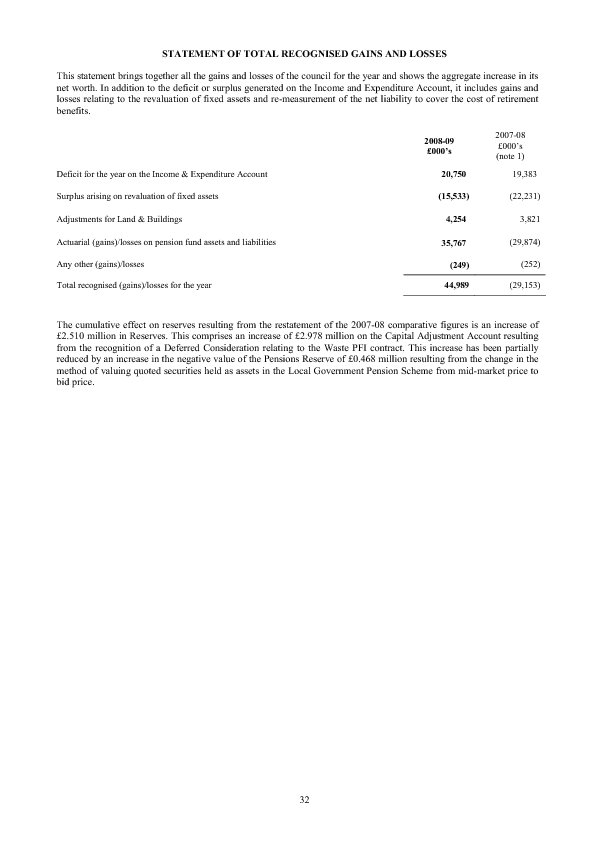 STATEMENT OF TOTAL RECOGNISED GAINS AND LOSSES
This statement brings together all the gains and losses of the council for the year and shows the aggregate increase in its
net worth. In addition to the deficit or surplus generated on the Income and Expenditure Account, it includes gains and
losses relating to the revaluation of fixed assets and re-measurement of the net liability to cover the cost of retirement
benefits.
2008-09 £000’s 2007-08 £000’s (note 1)
Deficit for the year on the Income & Expenditure Account 20,750 19,383
Surplus arising on revaluation of fixed assets (15,533) (22,231)
Adjustments for Land & Buildings 4,254 3,821
Actuarial (gains)/losses on pension fund assets and liabilities 35,767 (29,874)
Any other (gains)/losses (249) (252)
Total recognised (gains)/losses for the year 44,989 (29,153)
The cumulative effect on reserves resulting from the restatement of the 2007-08 comparative figures is an increase of
£2.510 million in Reserves. This comprises an increase of £2.978 million on the Capital Adjustment Account resulting
from the recognition of a Deferred Consideration relating to the Waste PFI contract. This increase has been partially
reduced by an increase in the negative value of the Pensions Reserve of £0.468 million resulting from the change in the
method of valuing quoted securities held as assets in the Local Government Pension Scheme from mid-market price to
bid price.
32